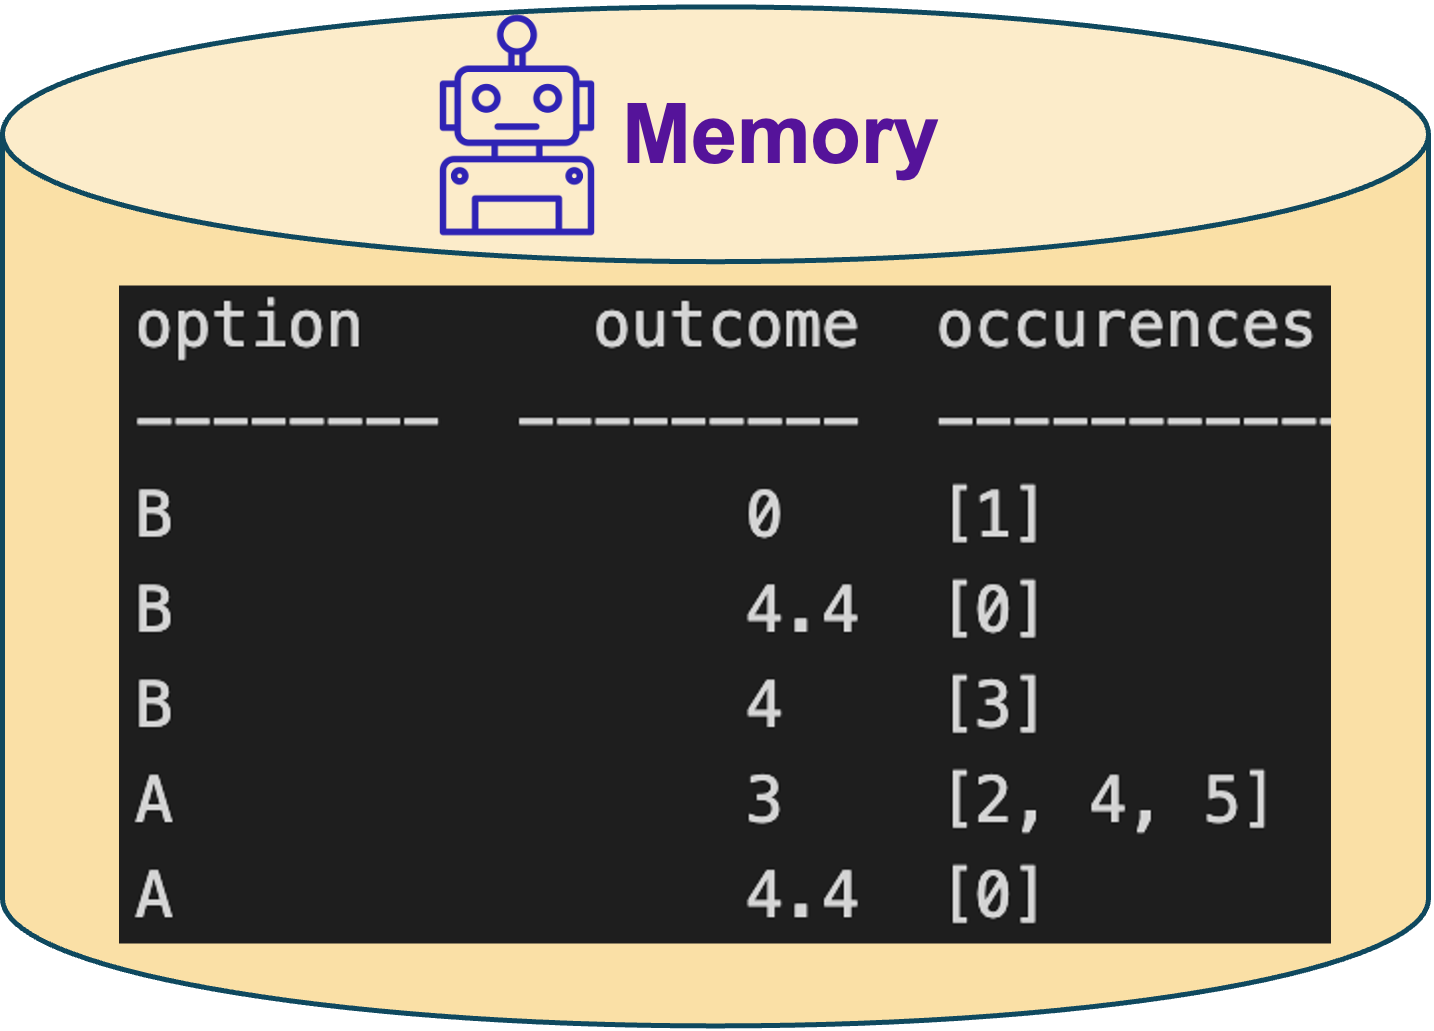 Memory
option outcome occurences
-------- --------- -----------
B 0 [1]
B 4.4 [0]
B 4 [3]
A 3 [2, 4, 5]
A 4.4 [0]